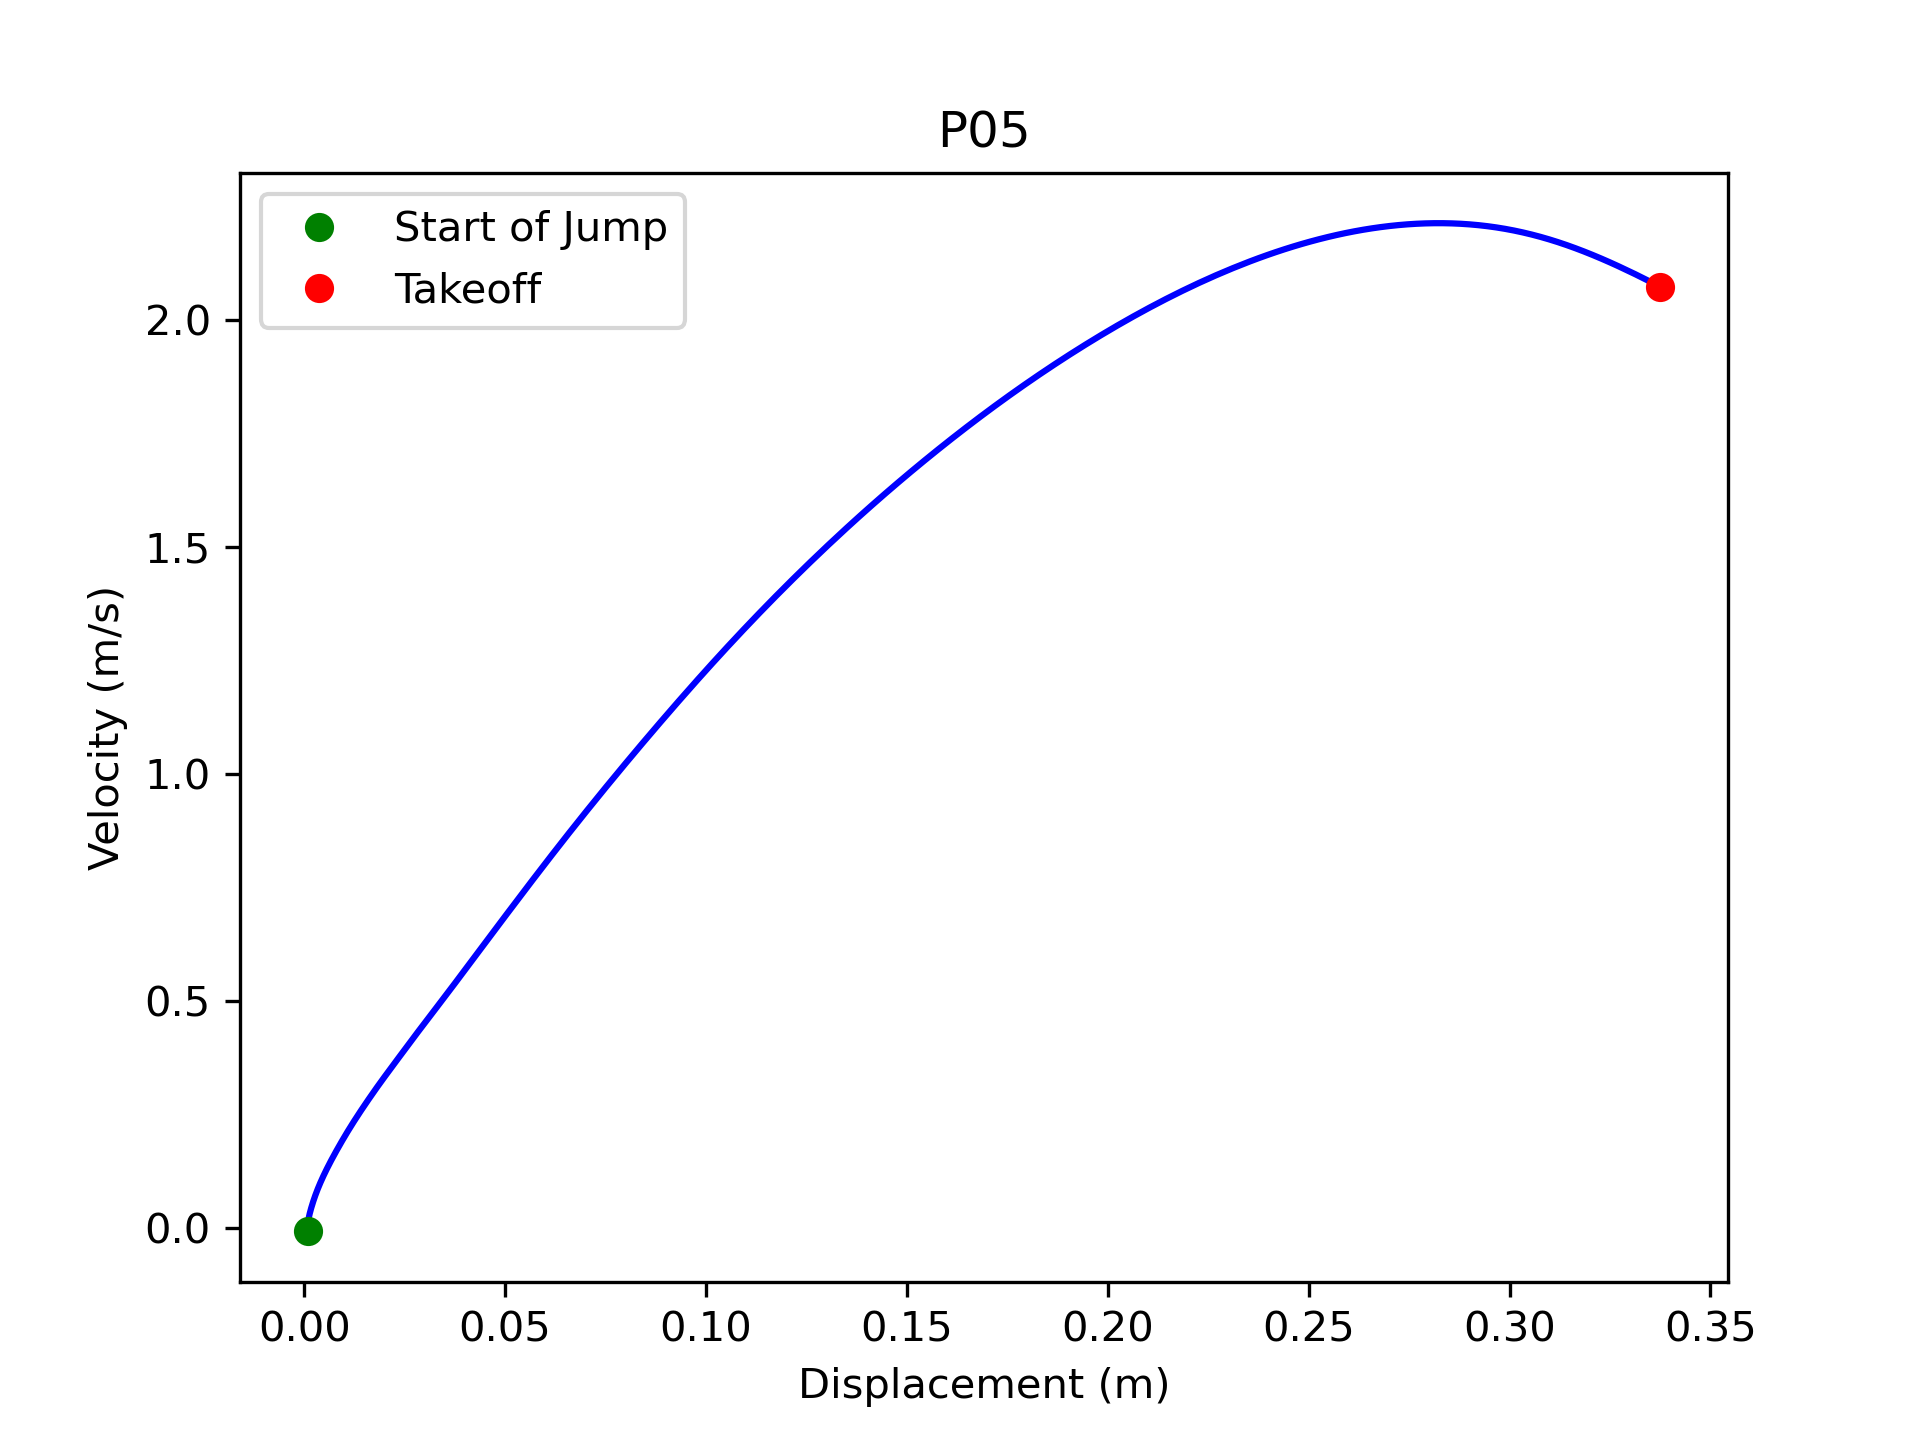 P05
Start of Jump
Takeoff
Velocity (m/s)
2.0
1.5
1.0
0.5
0.0
0.00 0.05 0.10 0.15 0.20 0.25 0.30 0.35
Displacement (m)